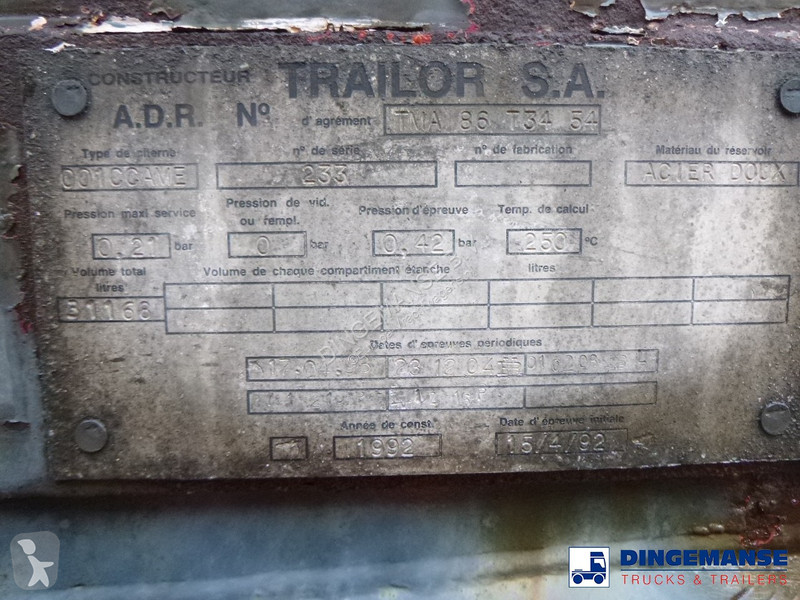 CONSTRUCTEUR TRAILOR S.A.
A.D.R. Nº d'agrément TMA 86 T34 54
Type de citerne n° de série n° de fabrication Matériau du réservoir
001CCAME 233 ACIER DOUX
Pression maxi service Pression de vid. ou rempl. Pression d'épreuve Temp. de calcul
0.21 bar 0 bar 0.42 bar 250 °C
Volume total litres Volume de chaque compartiment étanche litres
31168
Dates d'épreuves périodiques
Année de const. Date d'épreuve initiale
1992 15/4/92
DINGEMANSE
DINGEMANSE
TRUCKS & TRAILERS